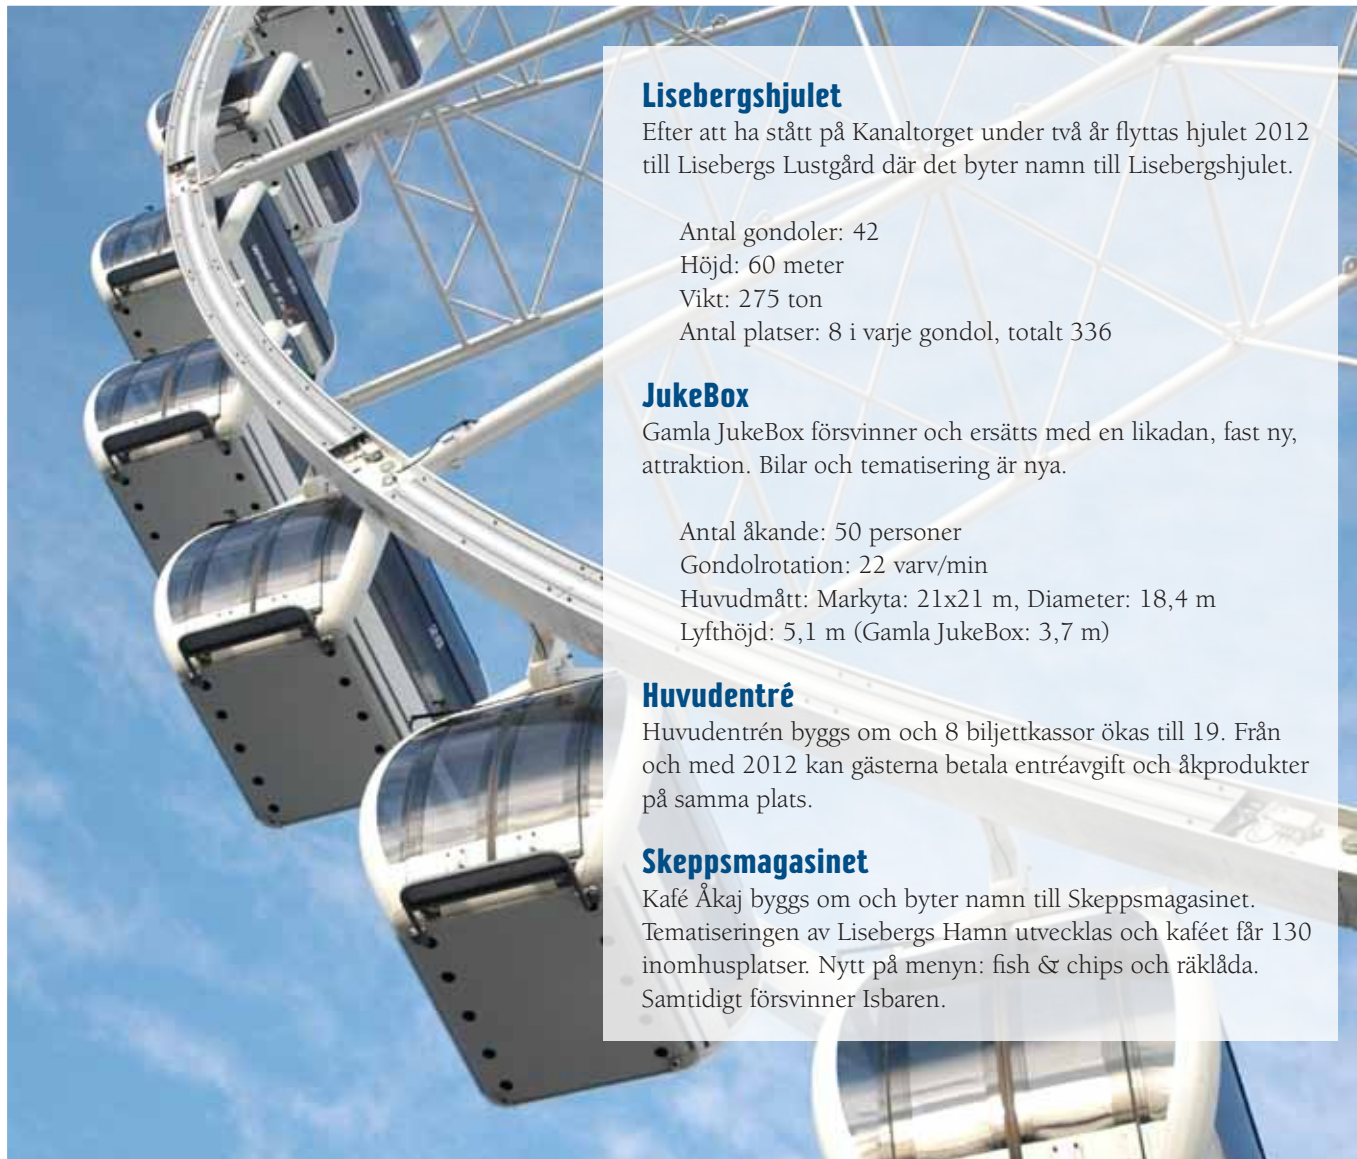 Lisebergshjulet
Efter att ha stått på Kanaltorget under två år flyttas hjulet 2012
till Lisebergs Lustgård där det byter namn till Lisebergshjulet.
Antal gondoler: 42
Höjd: 60 meter
Vikt: 275 ton
Antal platser: 8 i varje gondol, totalt 336
JukeBox
Gamla JukeBox försvinner och ersätts med en likadan, fast ny,
attraktion. Bilar och tematisering är nya.
Antal åkande: 50 personer
Gondolrotation: 22 varv/min
Huvudmått: Markyta: 21x21 m, Diameter: 18,4 m
Lyfthöjd: 5,1 m (Gamla JukeBox: 3,7 m)
Huvudentré
Huvudentrén byggs om och 8 biljettkassor ökas till 19. Från
och med 2012 kan gästerna betala entréavgift och åkprodukter
på samma plats.
Skeppsmagasinet
Kafé Åkaj byggs om och byter namn till Skeppsmagasinet.
Tematiseringen av Lisebergs Hamn utvecklas och kaféet får 130
inomhusplatser. Nytt på menyn: fish & chips och räklåda.
Samtidigt försvinner Isbaren.